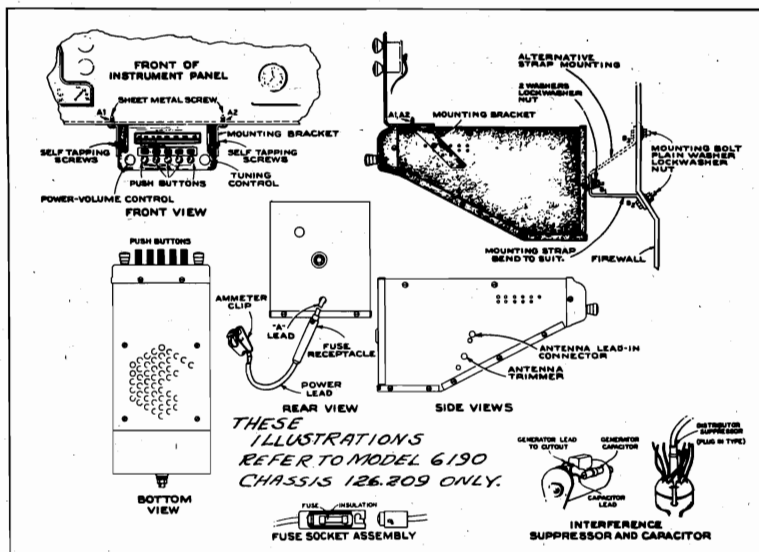 FRONT OF
INSTRUMENT PANEL
A1
SHEET METAL SCREW
A2
MOUNTING BRACKET
SELF TAPPING
SCREWS
SELF TAPPING
SCREWS
PUSH BUTTONS
TUNING
CONTROL
POWER-VOLUME CONTROL
FRONT VIEW
ALTERNATIVE
STRAP MOUNTING
2 WASHERS
LOCKWASHER
NUT
A1,A2
MOUNTING BRACKET
MOUNTING BOLT
PLAIN WASHER
LOCKWASHER
NUT
MOUNTING STRAP
BEND TO SUIT.
FIREWALL
PUSH BUTTONS
BOTTOM
VIEW
AMMETER
CLIP
"A"
LEAD
FUSE
RECEPTACLE
POWER
LEAD
REAR VIEW
ANTENNA LEAD-IN
CONNECTOR
ANTENNA
TRIMMER
SIDE VIEWS
THESE
ILLUSTRATIONS
REFER TO MODEL 6190
CHASSIS 126.209 ONLY.
FUSE
INSULATION
FUSE SOCKET ASSEMBLY
GENERATOR LEAD
TO CUTOUT
GENERATOR
CAPACITOR
CAPACITOR
LEAD
DISTRIBUTOR
SUPPRESSOR
(PLUG IN TYPE)
INTERFERENCE
SUPPRESSOR AND CAPACITOR